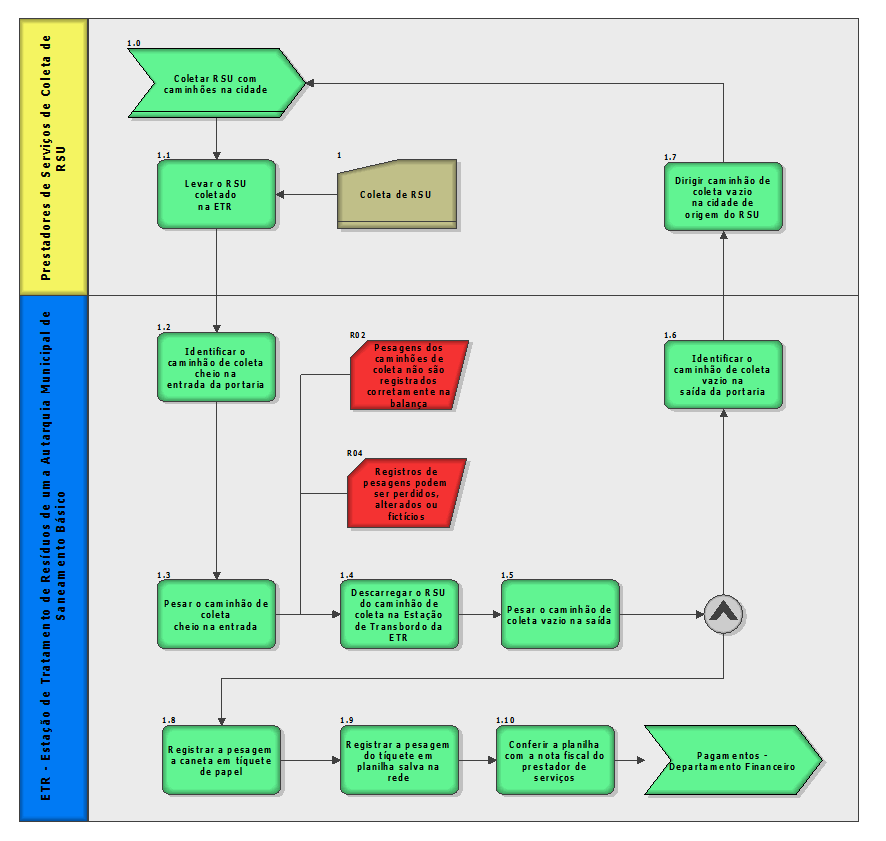 Prestadores de Serviços de Coleta de
RSU
1.0
Coletar RSU com
caminhões na cidade
1.1
Levar o RSU
coletado
na ETR
1
Coleta de RSU
1.7
Dirigir caminhão de
coleta vazio
na cidade de
origem do RSU
ETR - Estação de Tratamento de Resíduos de uma Autarquia Municipal de
Saneamento Básico
1.2
Identificar o
caminhão de coleta
cheio na
entrada da portaria
R02
Pesagens dos
caminhões de
coleta não são
registrados
corretamente na
balança
1.6
Identificar o
caminhão de coleta
vazio na
saída da portaria
R04
Registros de
pesagens podem
ser perdidos,
alterados ou
fictícios
1.3
Pesar o caminhão de
coleta
cheio na entrada
1.4
Descarregar o RSU
do caminhão de
coleta na Estação
de Transbordo da
ETR
1.5
Pesar o caminhão de
coleta vazio na saída
1.8
Registrar a pesagem
a caneta em tíquete
de papel
1.9
Registrar a pesagem
do tíquete em
planilha salva na
rede
1.10
Conferir a planilha
com a nota fiscal do
prestador de
serviços
Pagamentos -
Departamento Financeiro